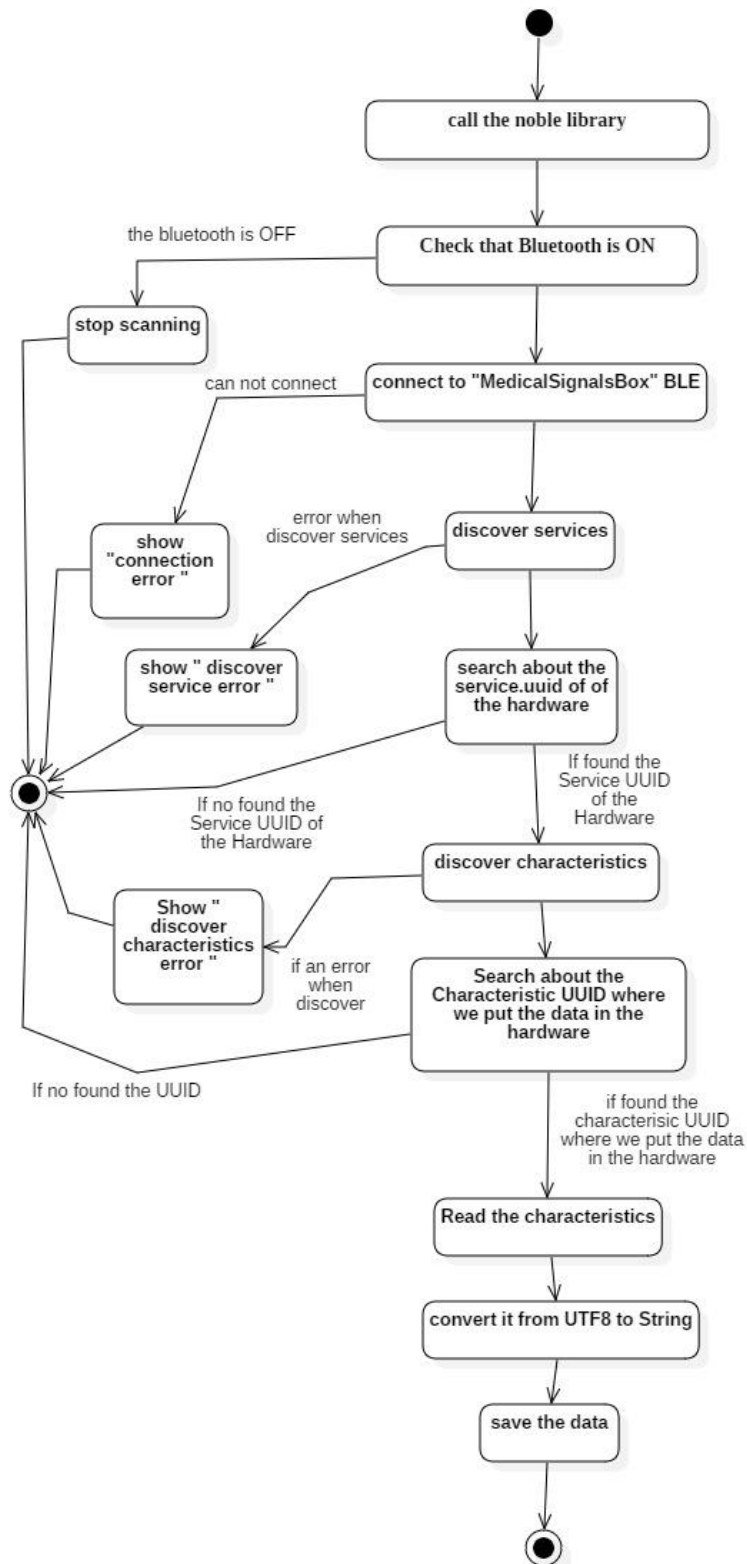 call the noble library
the bluetooth is OFF
Check that Bluetooth is ON
stop scanning
can not connect
connect to "MedicalSignalsBox" BLE
show
"connection
error "
error when
discover services
discover services
show " discover
service error "
search about the
service.uuid of of
the hardware
If no found the
Service UUID of
the Hardware
If found the
Service UUID
of the
Hardware
discover characteristics
Show "
discover
characteristics
error "
if an error
when
discover
Search about the
Characteristic UUID where
we put the data in the
hardware
If no found the UUID
if found the
characterisic UUID
where we put the data
in the hardware
Read the characteristics
convert it from UTF8 to String
save the data